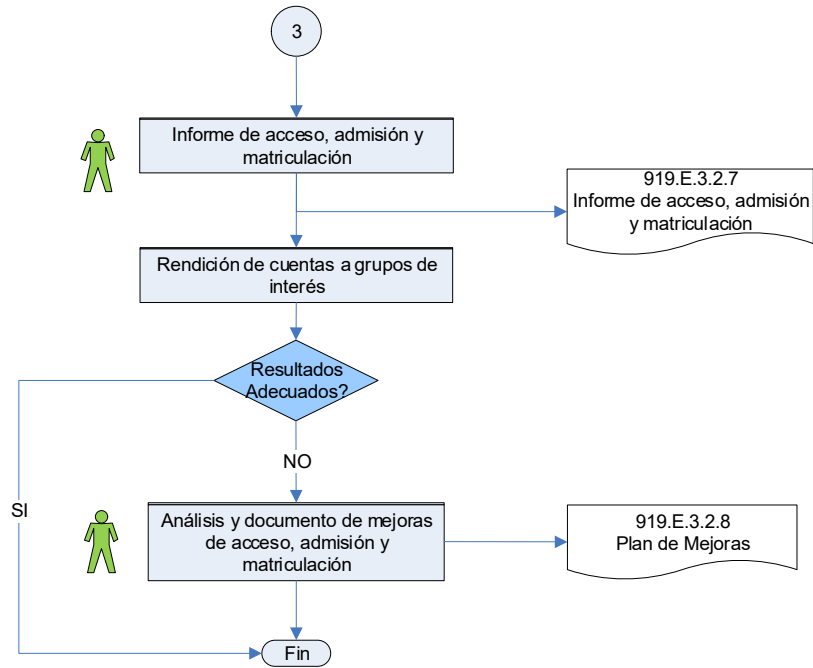 3
Informe de acceso, admisión y
matriculación
919.E.3.2.7
Informe de acceso, admisión
y matriculación
Rendición de cuentas a grupos de
interés
Resultados
Adecuados?
NO
SI
Análisis y documento de mejoras
de acceso, admisión y
matriculación
919.E.3.2.8
Plan de Mejoras
Fin